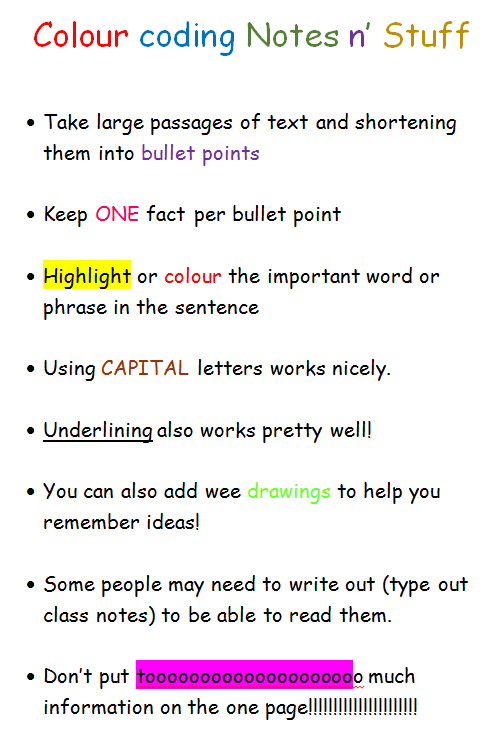 Colour coding Notes n’ Stuff
• Take large passages of text and shortening
them into bullet points
• Keep ONE fact per bullet point
• Highlight or colour the important word or
phrase in the sentence
• Using CAPITAL letters works nicely.
• Underlining also works pretty well!
• You can also add wee drawings to help you
remember ideas!
• Some people may need to write out (type out
class notes) to be able to read them.
• Don’t put toooooooooooooooooooo much
information on the one page!!!!!!!!!!!!!!!!!!!!!!